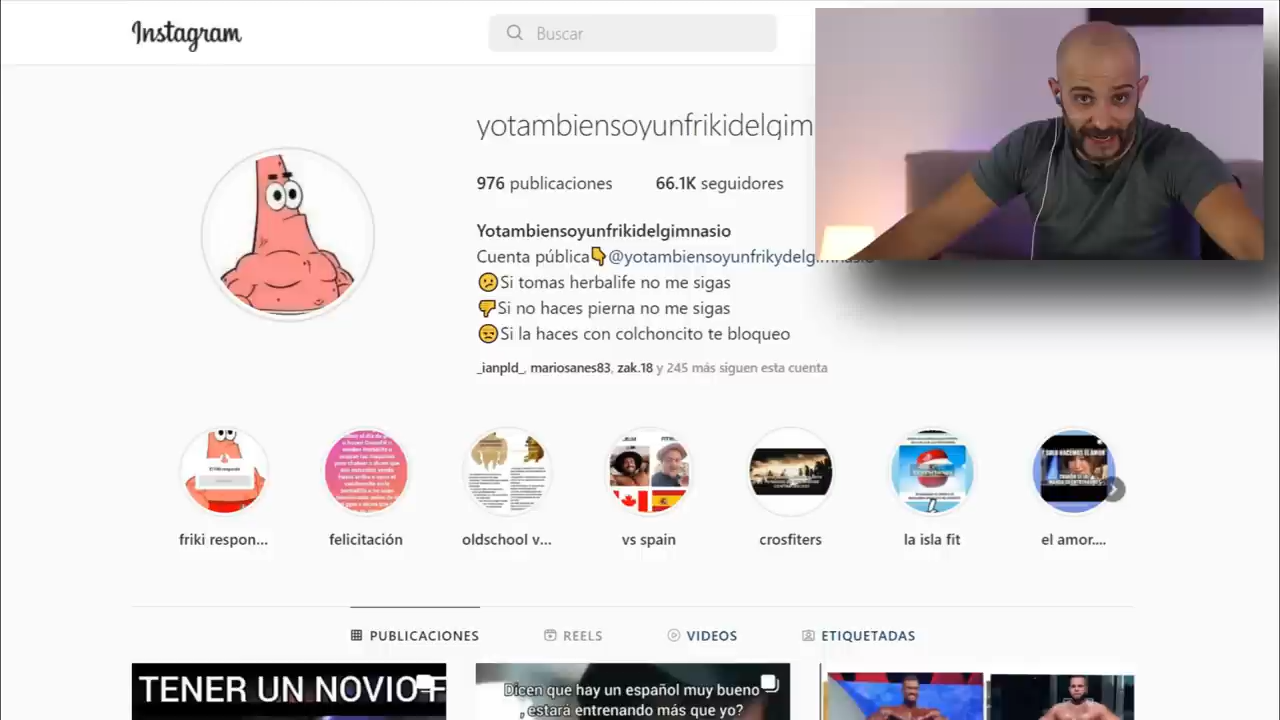 Instagram
Buscar
yotambiensoyunfrikidelgim
976 publicaciones 66.1K seguidores
Yotambiensoyunfrikidelgimnasio
Cuenta pública👇@yotambiensoyunfrikydelgimnasio
😕Si tomas herbalife no me sigas
👎Si no haces pierna no me sigas
😒Si la haces con colchoncito te bloqueo
_ianpld_, mariosanes83, zak.18 y 245 más siguen esta cuenta
friki respon... felicitación oldschool v... vs spain crosfiters la isla fit el amor....
PUBLICACIONES REELS VIDEOS ETIQUETADAS
TENER UN NOVIO F
Dicen que hay un español muy bueno
, estará entrenando más que yo?